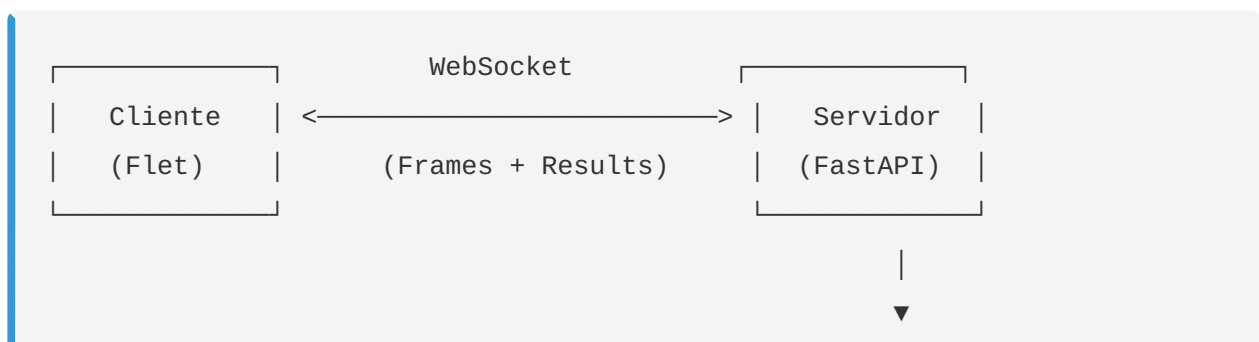 WebSocket
Cliente <─────────────────────────> Servidor
(Flet) (Frames + Results) (FastAPI)